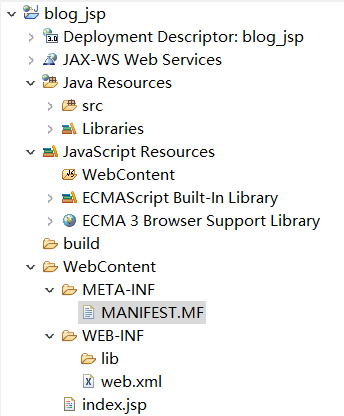 blog_jsp
Deployment Descriptor: blog_jsp
JAX-WS Web Services
Java Resources
src
Libraries
JavaScript Resources
WebContent
ECMAScript Built-In Library
ECMA 3 Browser Support Library
build
WebContent
META-INF
MANIFEST.MF
WEB-INF
lib
web.xml
index.jsp